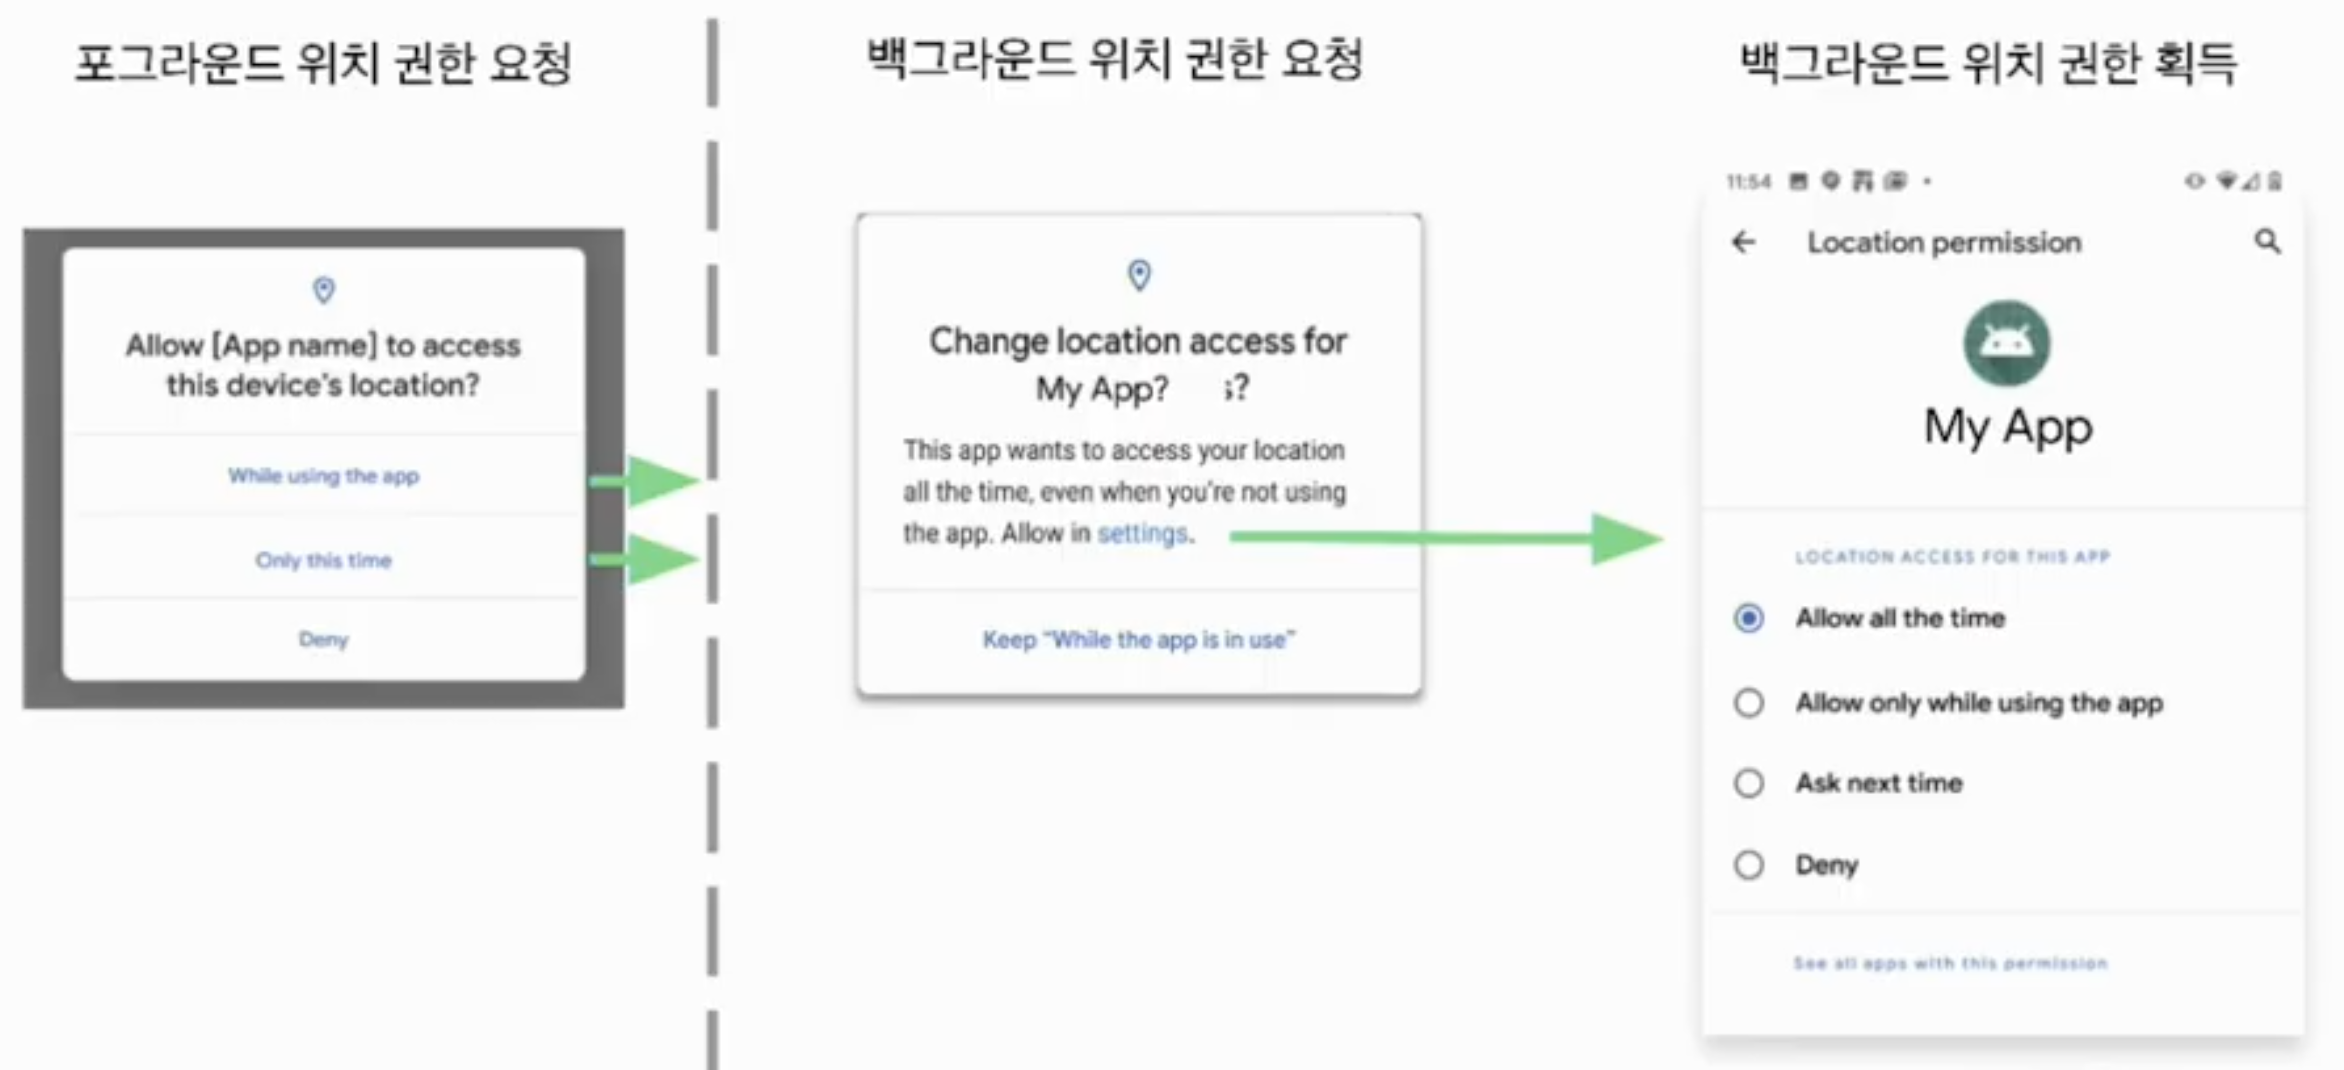 포그라운드 위치 권한 요청
Allow [App name] to access
this device's location?
While using the app
Only this time
Deny
백그라운드 위치 권한 요청
Change location access for
My App? s?
This app wants to access your location
all the time, even when you're not using
the app. Allow in settings.
Keep "While the app is in use"
백그라운드 위치 권한 획득
11:54
Location permission
My App
LOCATION ACCESS FOR THIS APP
Allow all the time
Allow only while using the app
Ask next time
Deny
See all apps with this permission